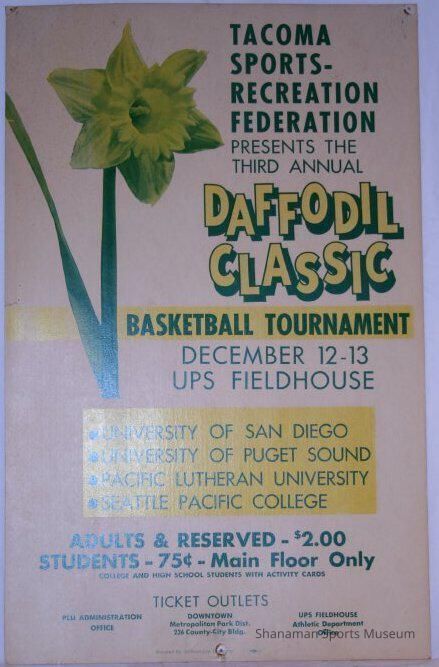 TACOMA
SPORTS-
RECREATION
FEDERATION
PRESENTS THE
THIRD ANNUAL
DAFFODIL
CLASSIC
BASKETBALL TOURNAMENT
DECEMBER 12-13
UPS FIELDHOUSE
• UNIVERSITY OF SAN DIEGO
• UNIVERSITY OF PUGET SOUND
• PACIFIC LUTHERAN UNIVERSITY
• SEATTLE PACIFIC COLLEGE
ADULTS & RESERVED - $2.00
STUDENTS - 75¢ - Main Floor Only
COLLEGE AND HIGH SCHOOL STUDENTS WITH ACTIVITY CARDS
TICKET OUTLETS
PLU ADMINISTRATION
OFFICE
DOWNTOWN
Metropolitan Park Dist.
226 County-City Bldg.
UPS FIELDHOUSE
Athletic Department
Office
Shanaman Sports Museum